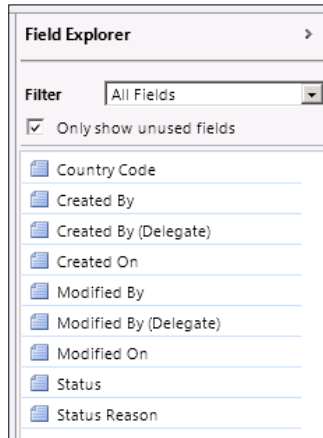 Field Explorer
Filter All Fields
Only show unused fields
Country Code
Created By
Created By (Delegate)
Created On
Modified By
Modified By (Delegate)
Modified On
Status
Status Reason